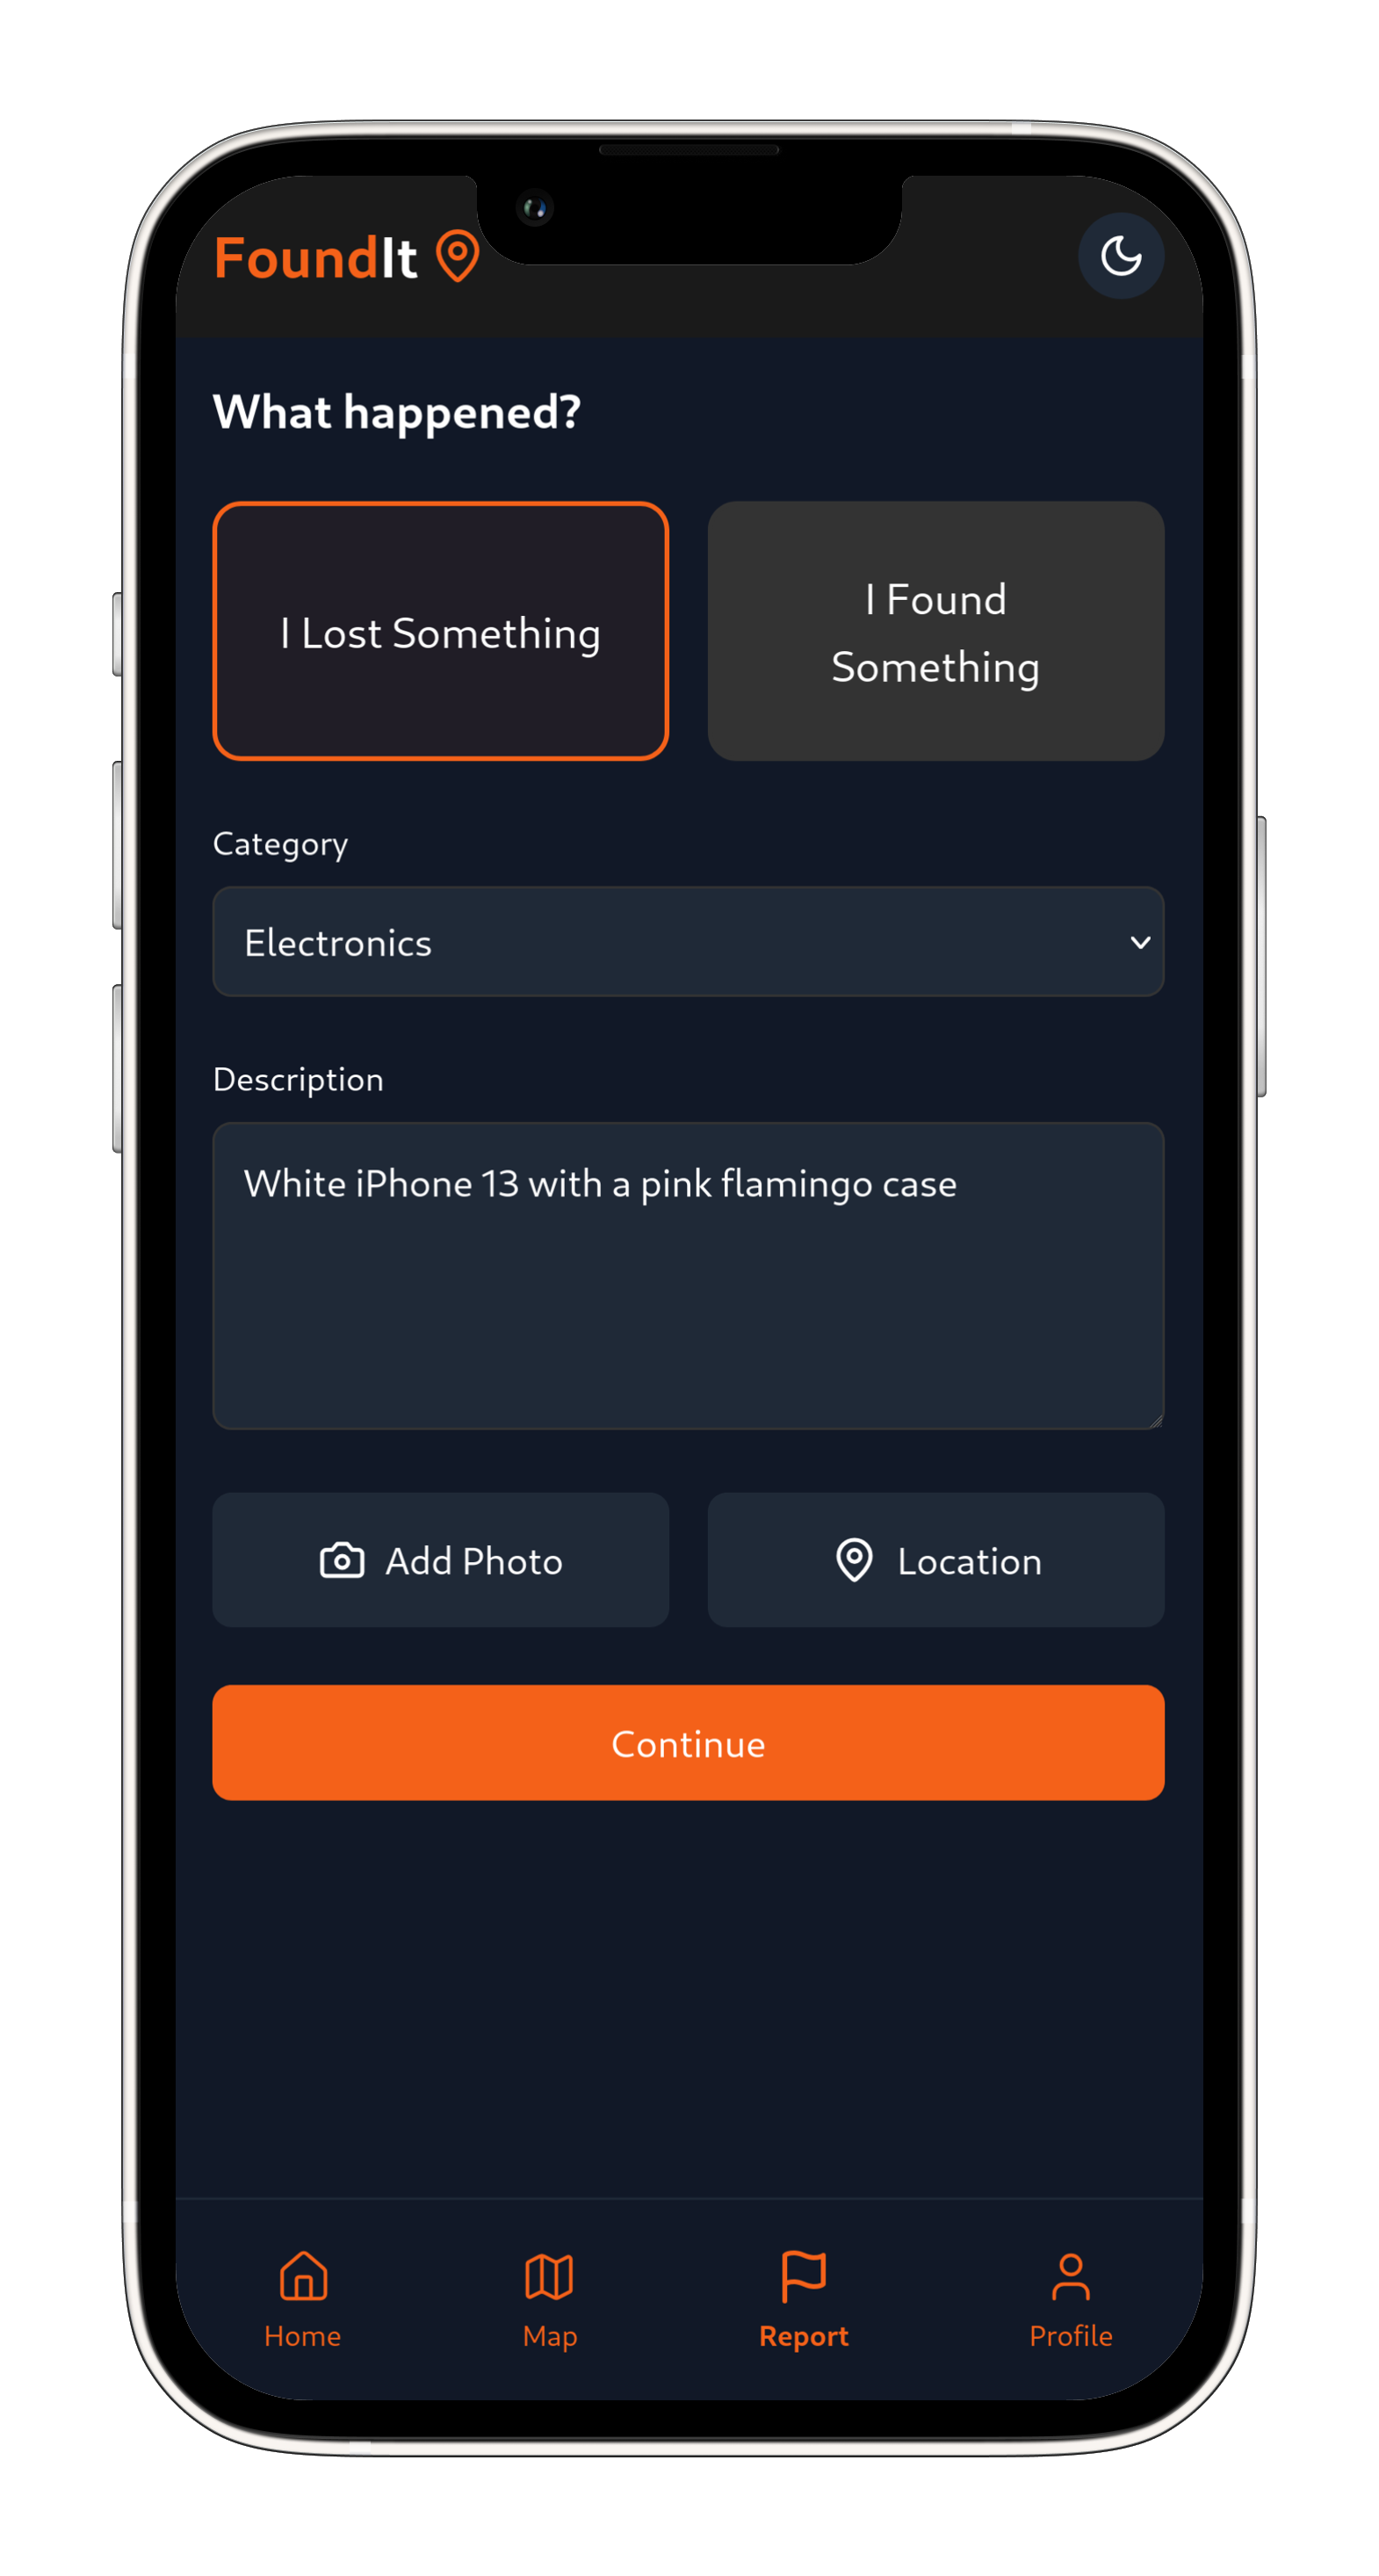 FoundIt
What happened?
I Lost Something
I Found
Something
Category
Electronics
Description
White iPhone 13 with a pink flamingo case
Add Photo
Location
Continue
Home
Map
Report
Profile